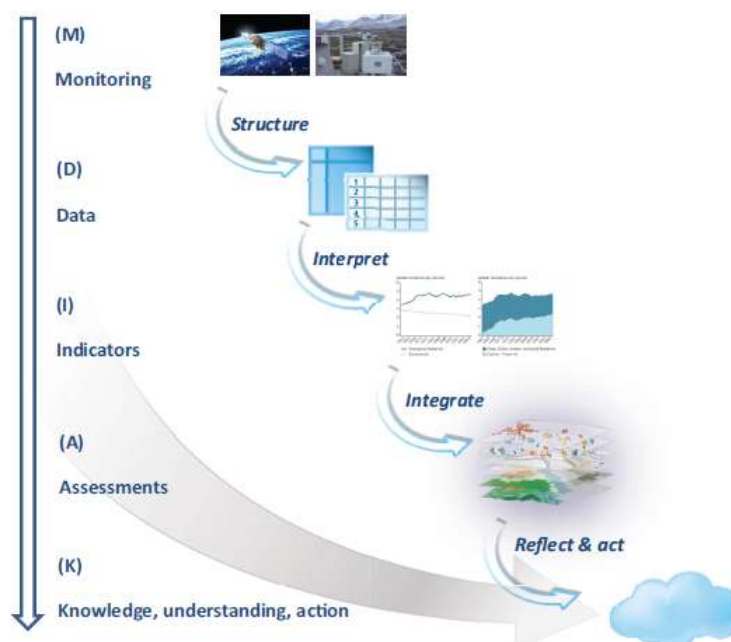 (M)
Monitoring
Structure
(D)
Data
1
2
3
4
5
Interpret
(I)
Indicators
Integrate
(A)
Assessments
Reflect & act
(K)
Knowledge, understanding, action